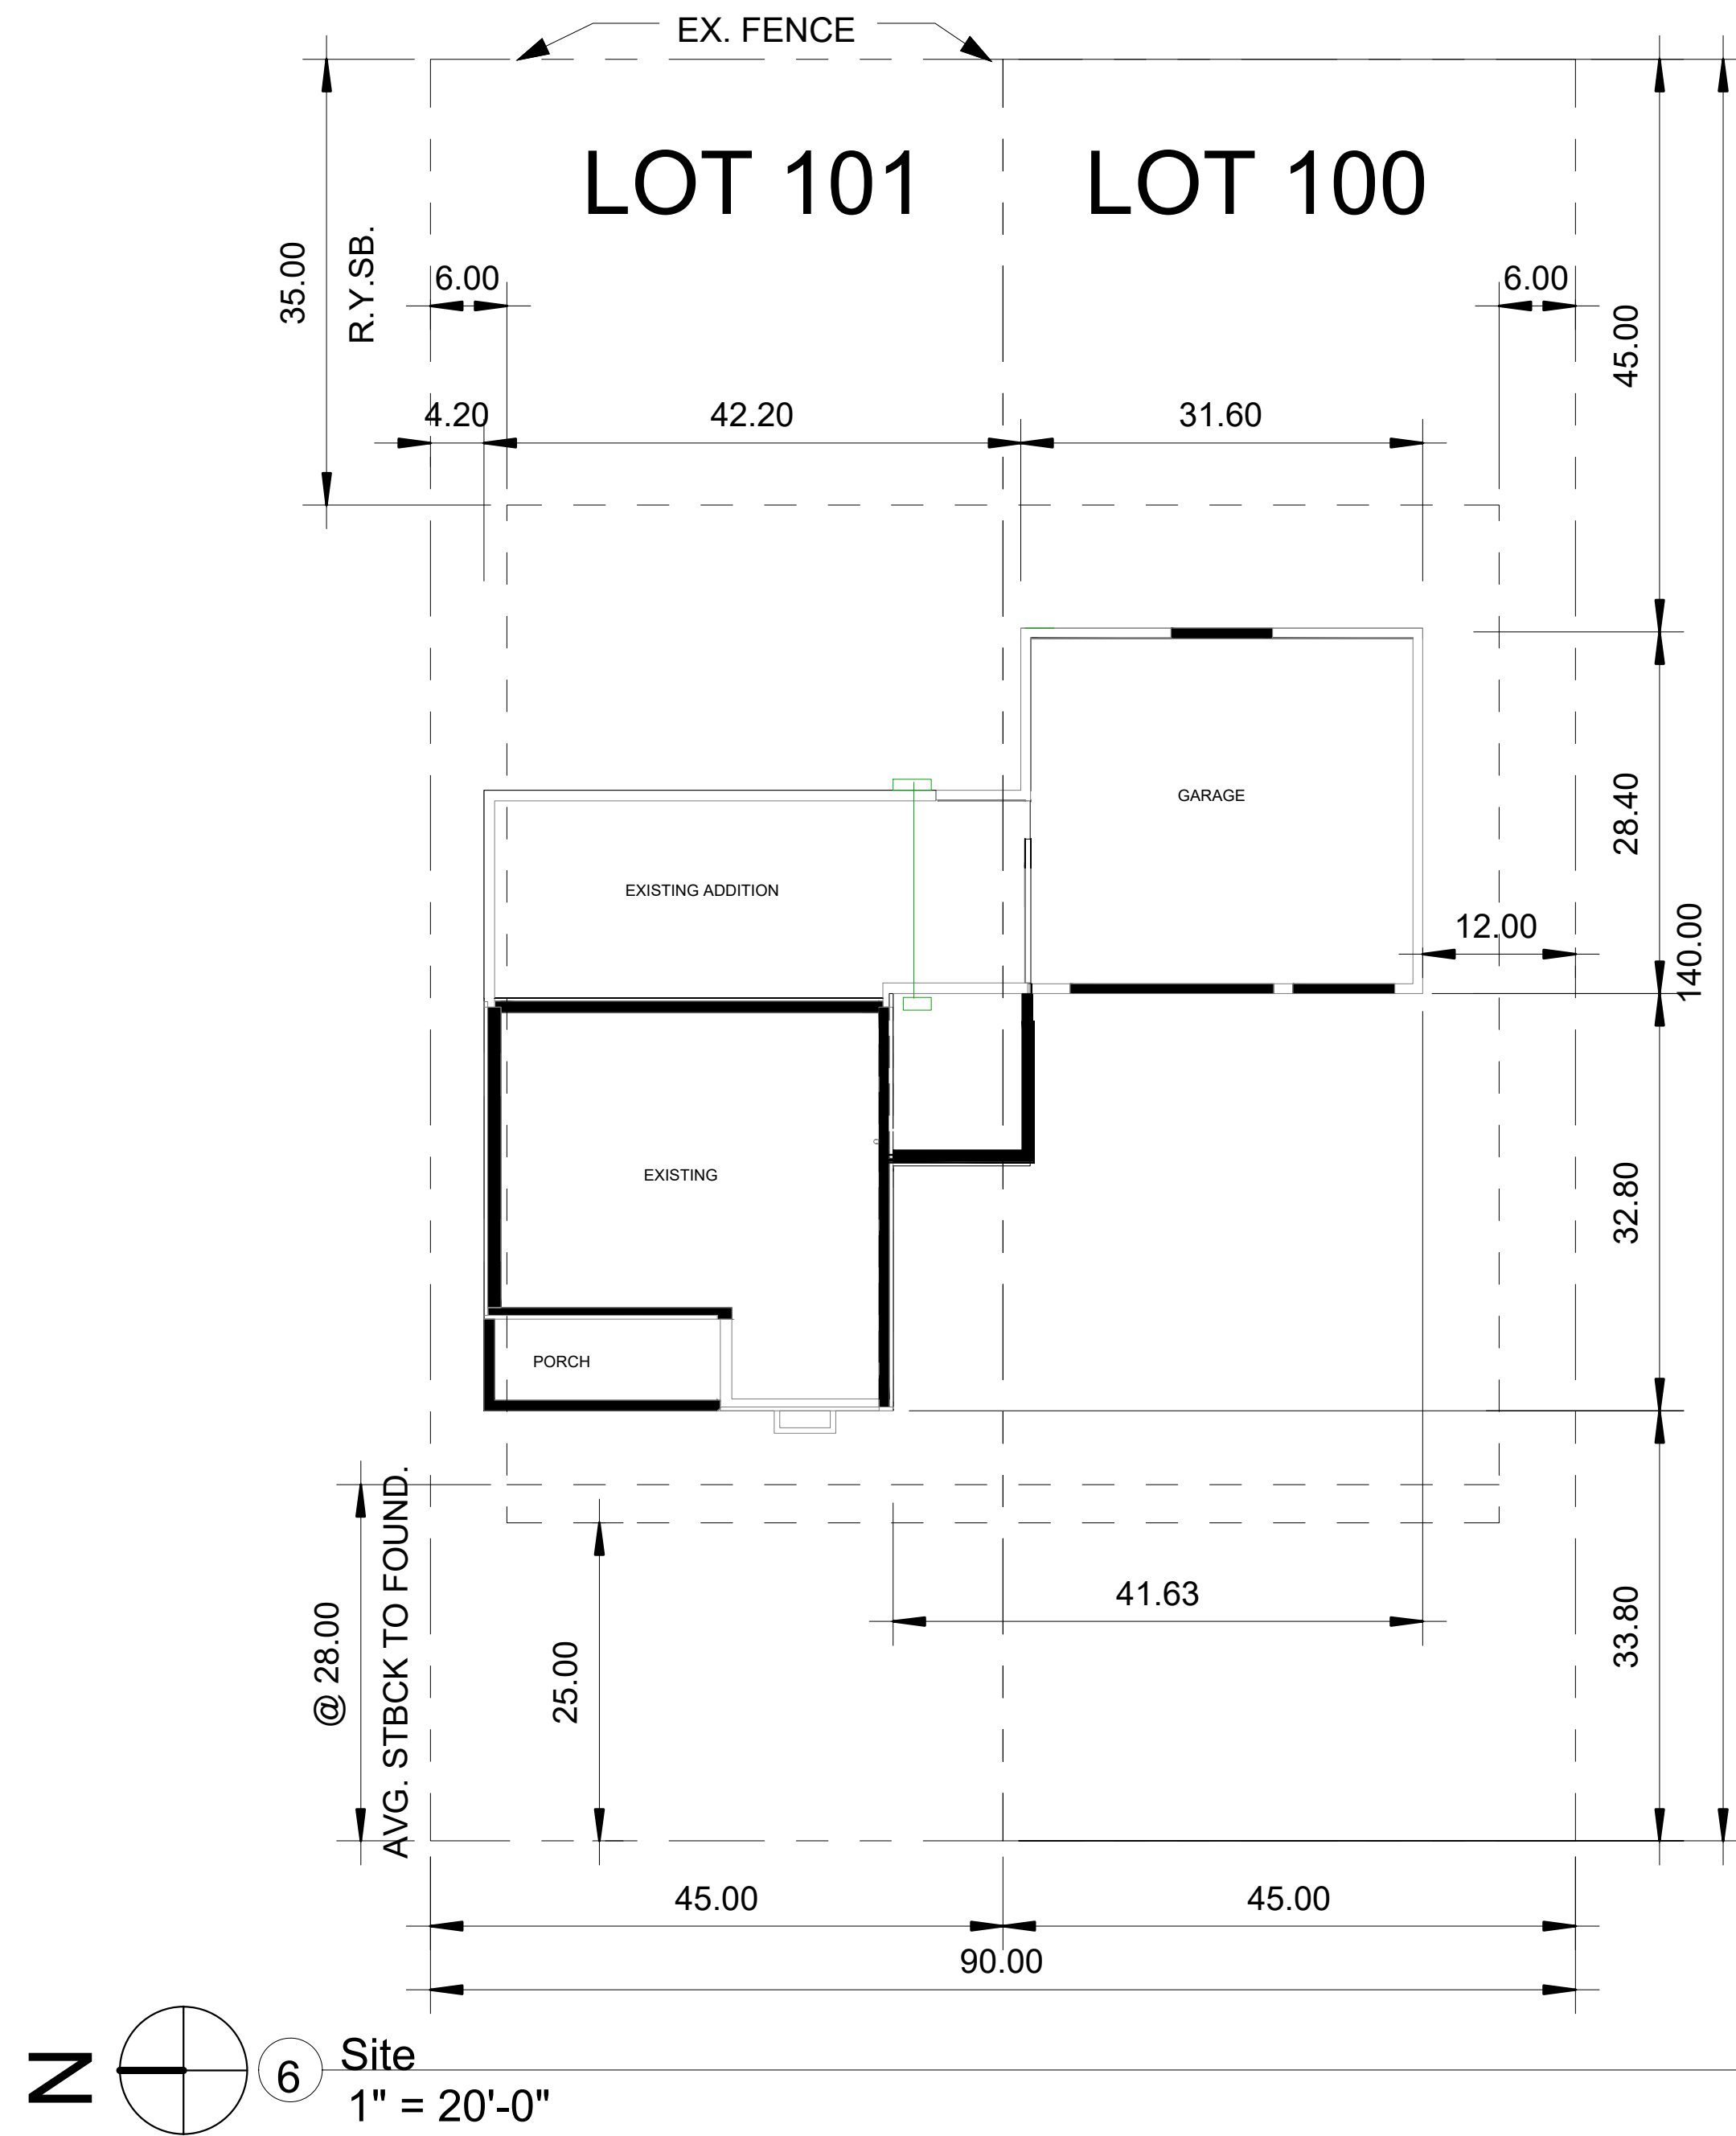 EX. FENCE
LOT 101
LOT 100
35.00
R.Y.SB.
6.00
6.00
45.00
4.20
42.20
31.60
GARAGE
28.40
EXISTING ADDITION
12.00
140.00
EXISTING
32.80
PORCH
@ 28.00
AVG. STBCK TO FOUND.
25.00
41.63
33.80
45.00
45.00
90.00
N
6
Site
1" = 20'-0"